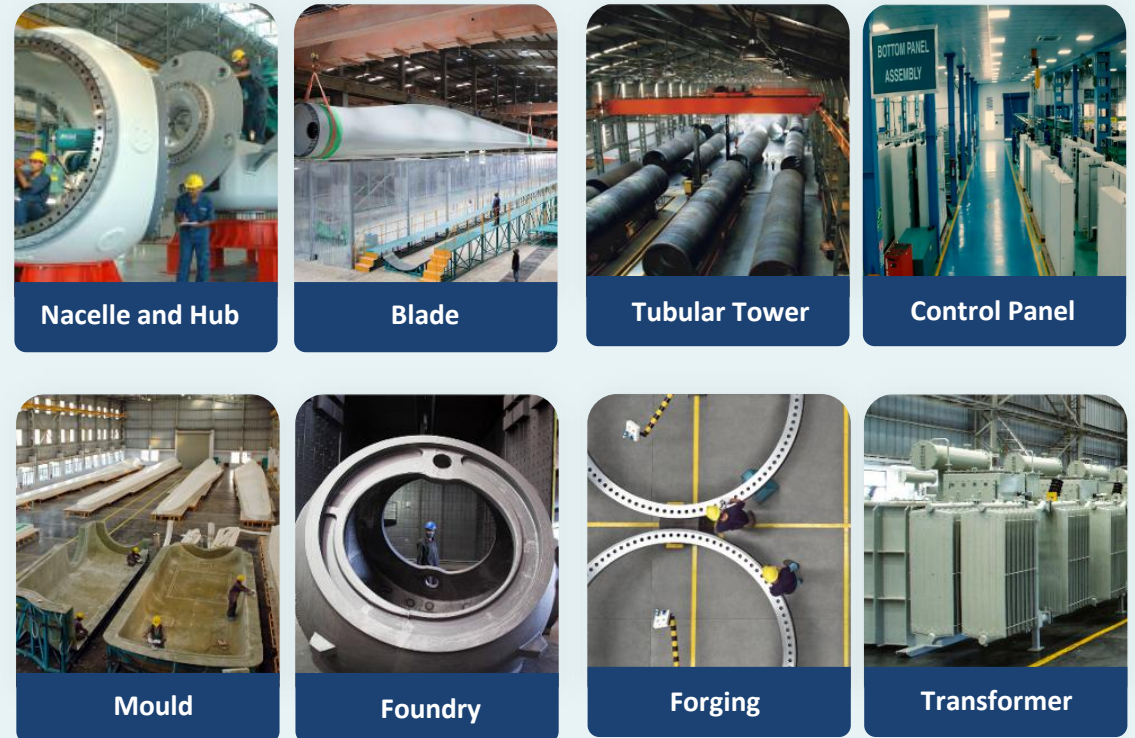 BOTTOM PANEL
ASSEMBLY
Nacelle and Hub
Blade
Tubular Tower
Control Panel
Mould
Foundry
Forging
Transformer